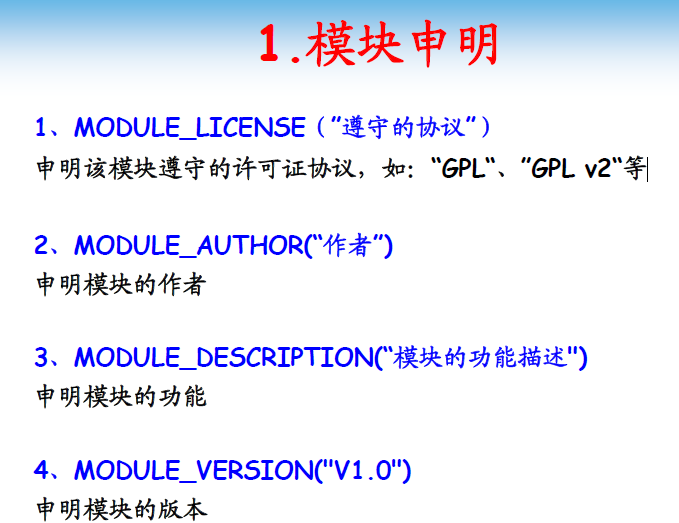 1.模块申明
1、MODULE_LICENSE（”遵守的协议”）
申明该模块遵守的许可证协议，如：“GPL“、”GPL v2“等
2、MODULE_AUTHOR(“作者”)
申明模块的作者
3、MODULE_DESCRIPTION(“模块的功能描述")
申明模块的功能
4、MODULE_VERSION("V1.0")
申明模块的版本